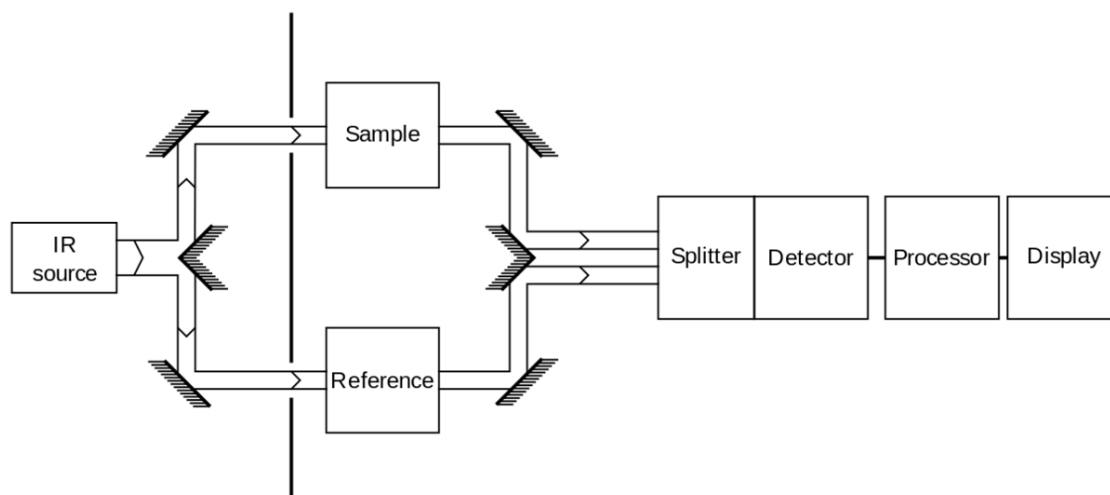 Sample
IR
source
Splitter
Detector
Processor
Display
Reference